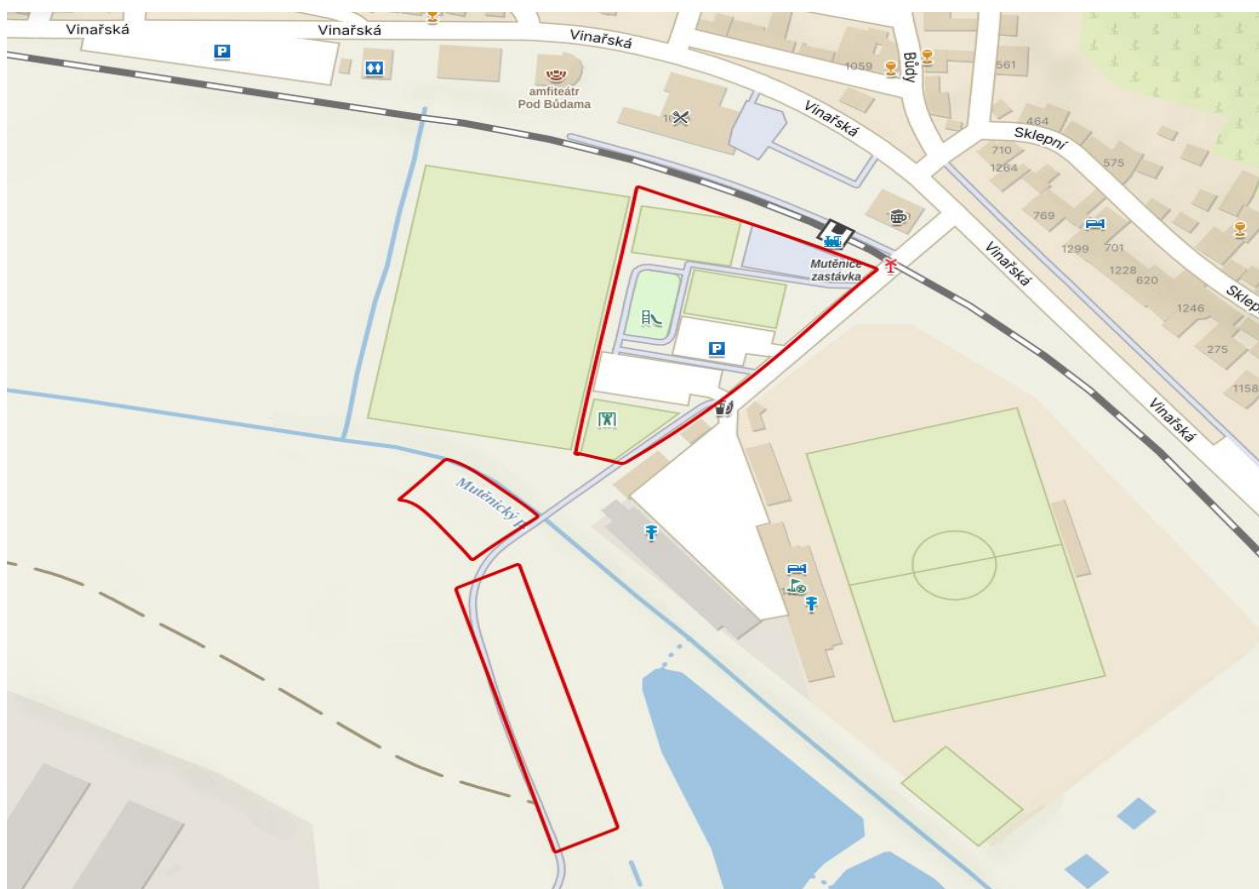 Vinařská
Vinařská
Vinařská
P
amfiteátr
Pod Búdama
1059
Búdy
561
Vinařská
464
Sklepní
710
1264
575
769
1299
701
1228
620
1246
Sklepní
275
1158
Vinařská
Vinařská
Mutěnice
zastávka
P
Mutěnický p.